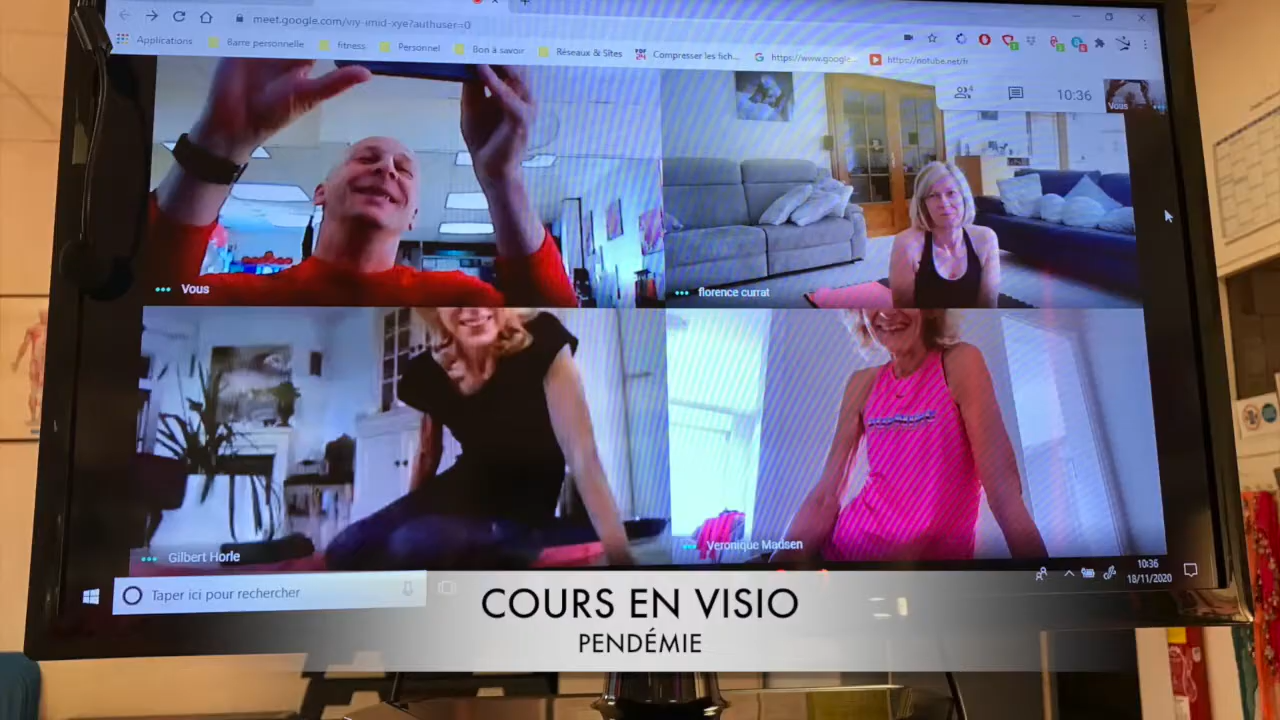 meet.google.com/viy-imid-xye?authuser=0
Applications
Barre personnelle
fitness
Personnel
Bon à savoir
Réseaux & Sites
Compresser les fich...
https://www.google...
https://notube.net/fr
4
10:36
Vous
Vous
florence currat
Gilbert Horle
Veronique Madsen
Taper ici pour rechercher
10:36
18/11/2020
COURS EN VISIO
PENDÉMIE